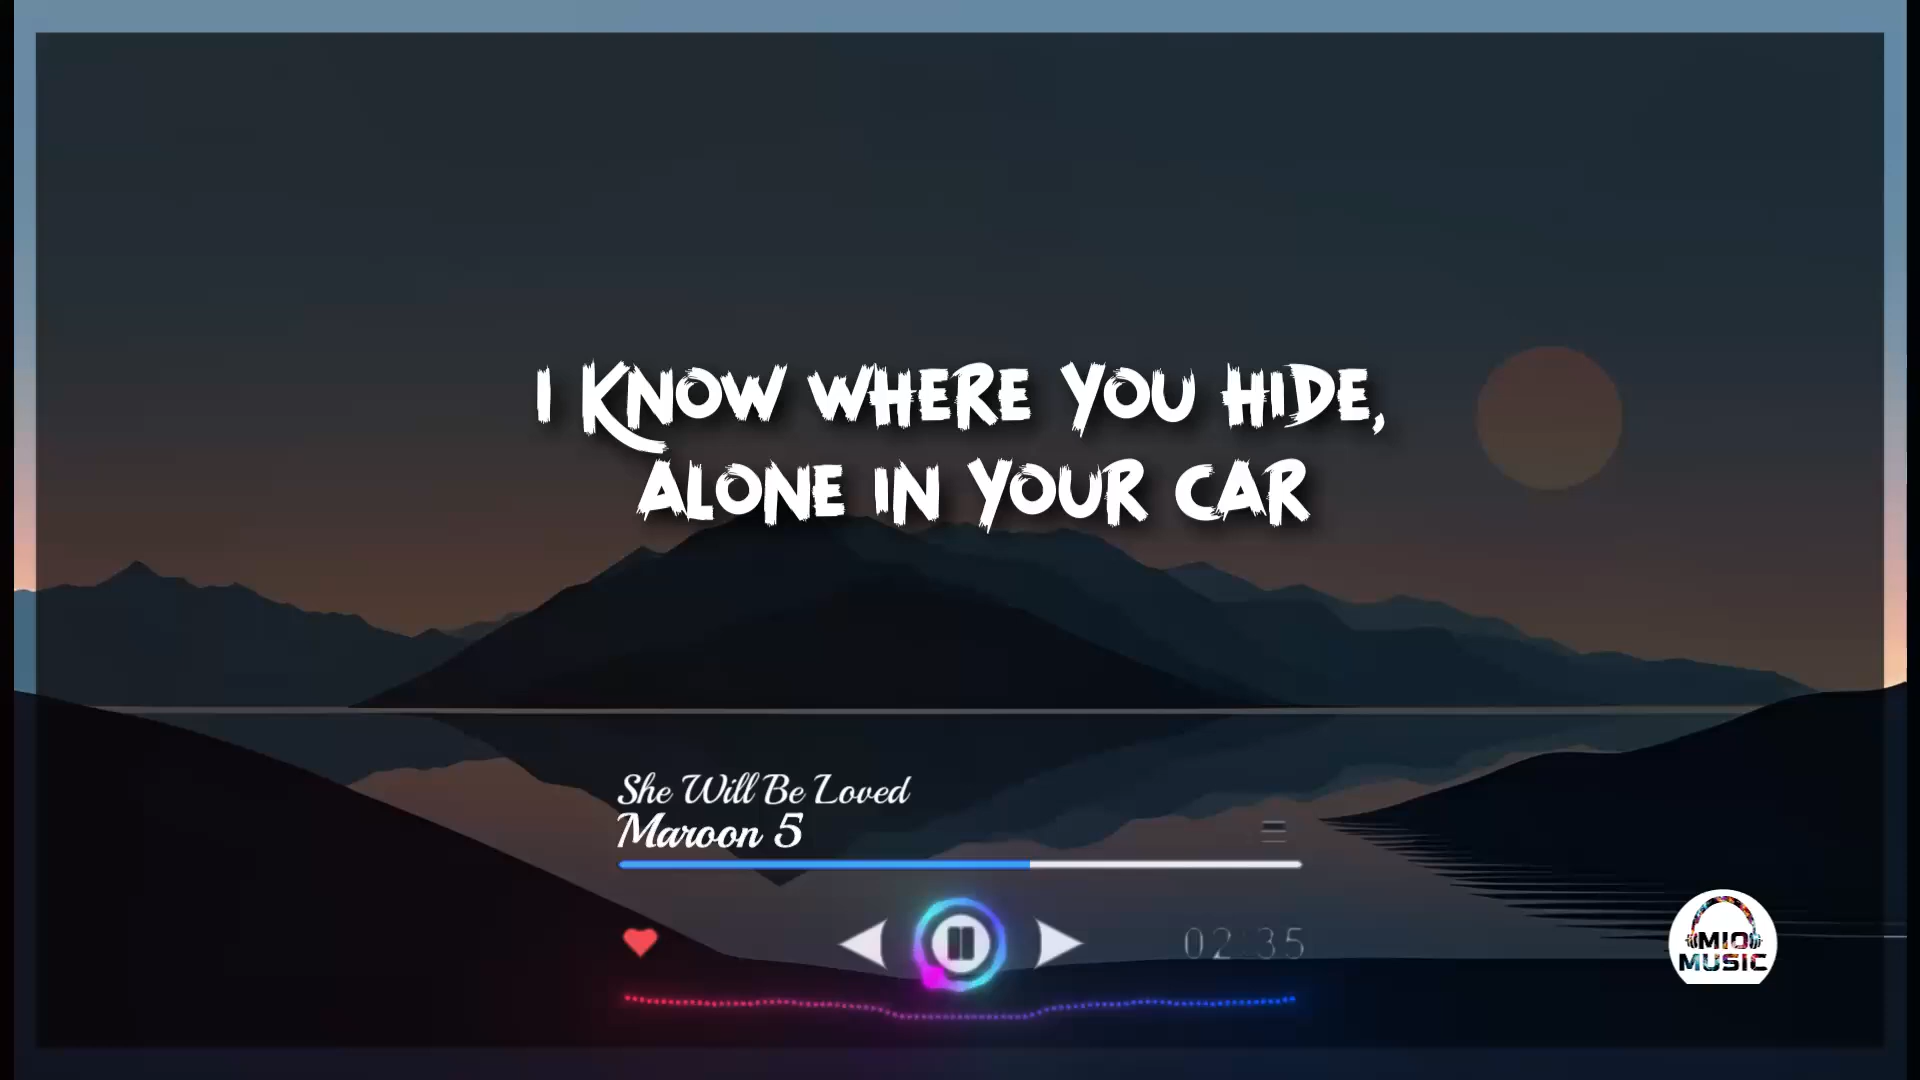 I KNOW WHERE YOU HIDE,
ALONE IN YOUR CAR
She Will Be Loved
Maroon 5
02:35
MIO
MUSIC